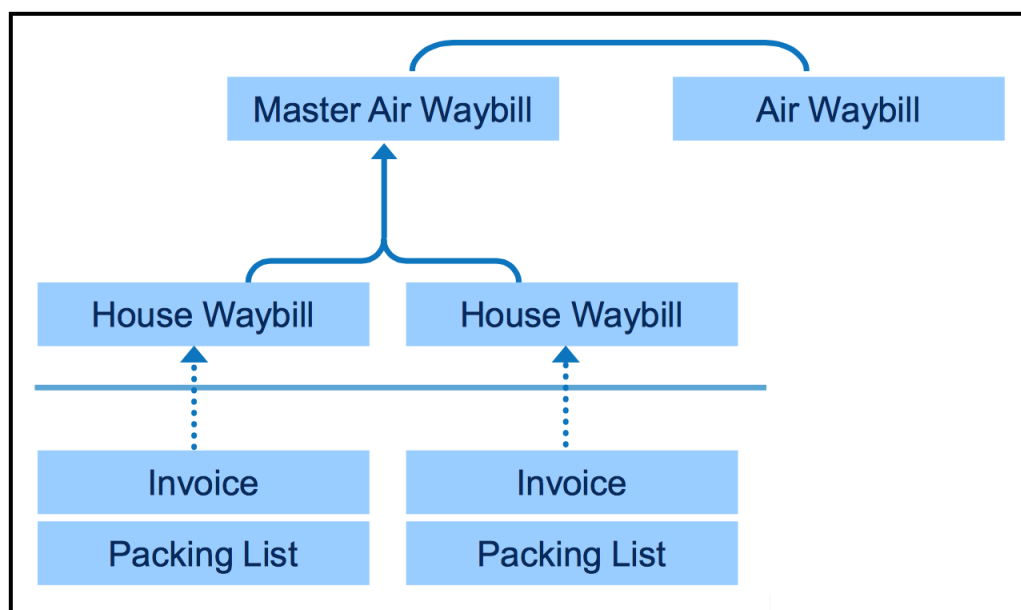 Master Air Waybill
Air Waybill
House Waybill
House Waybill
Invoice
Invoice
Packing List
Packing List